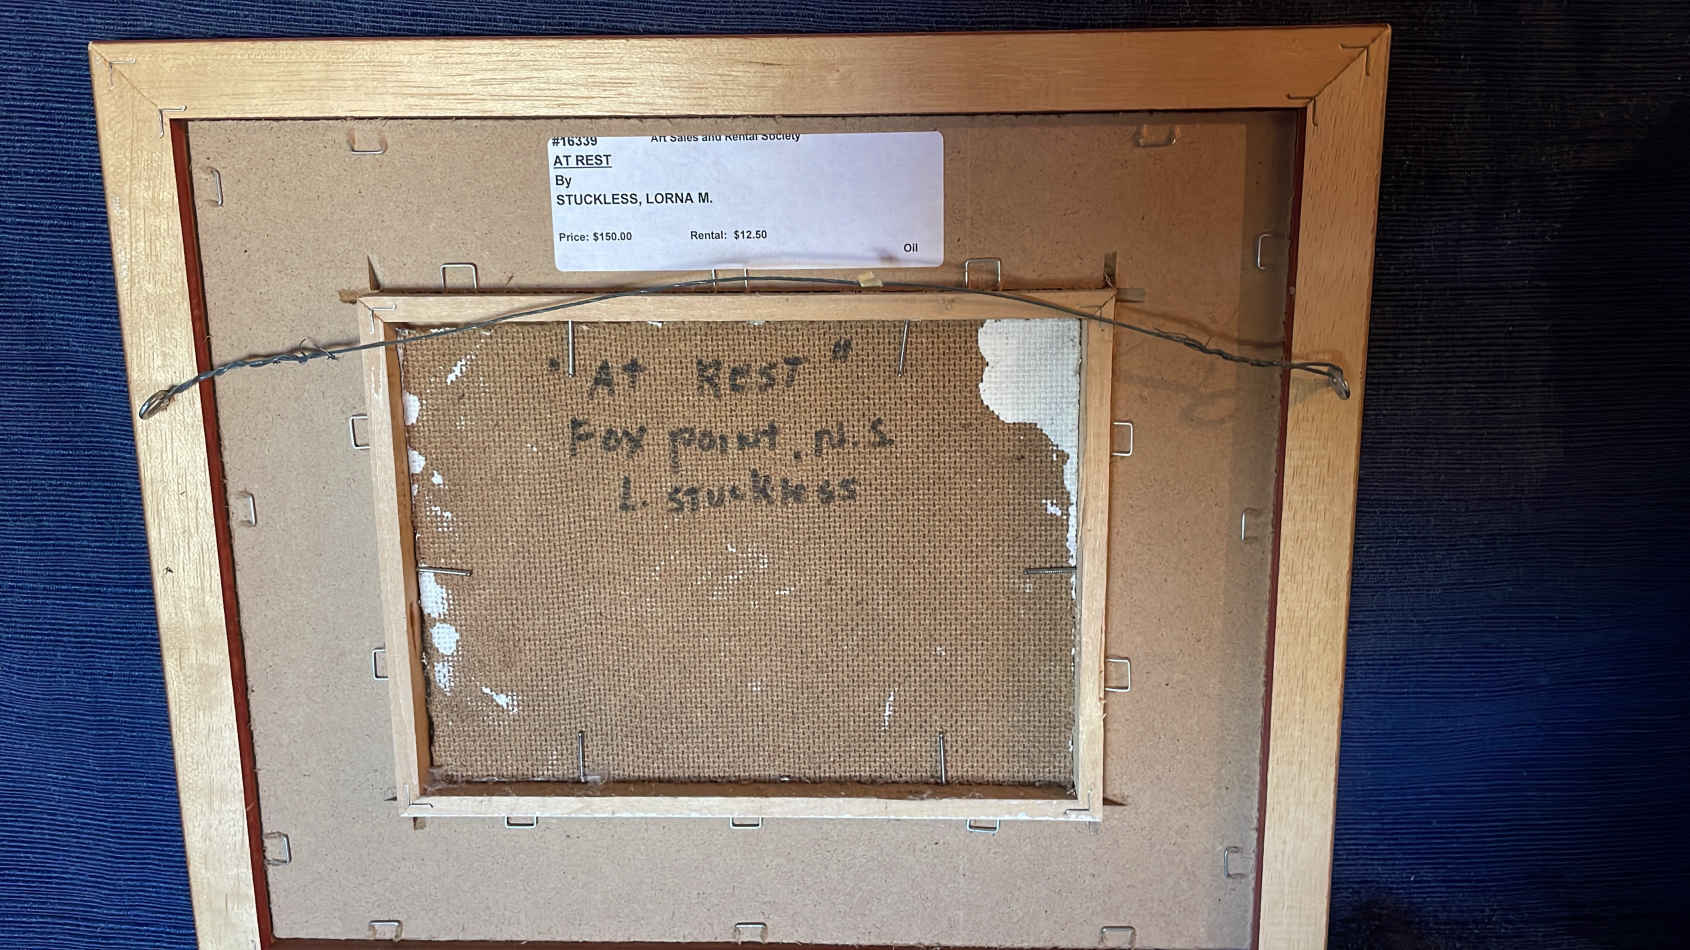 #16339 Art Sales and Rental Society
AT REST
By
STUCKLESS, LORNA M.
Price: $150.00 Rental: $12.50
Oil
"At REST"
Fox point, N.S.
L. STUCKLESS